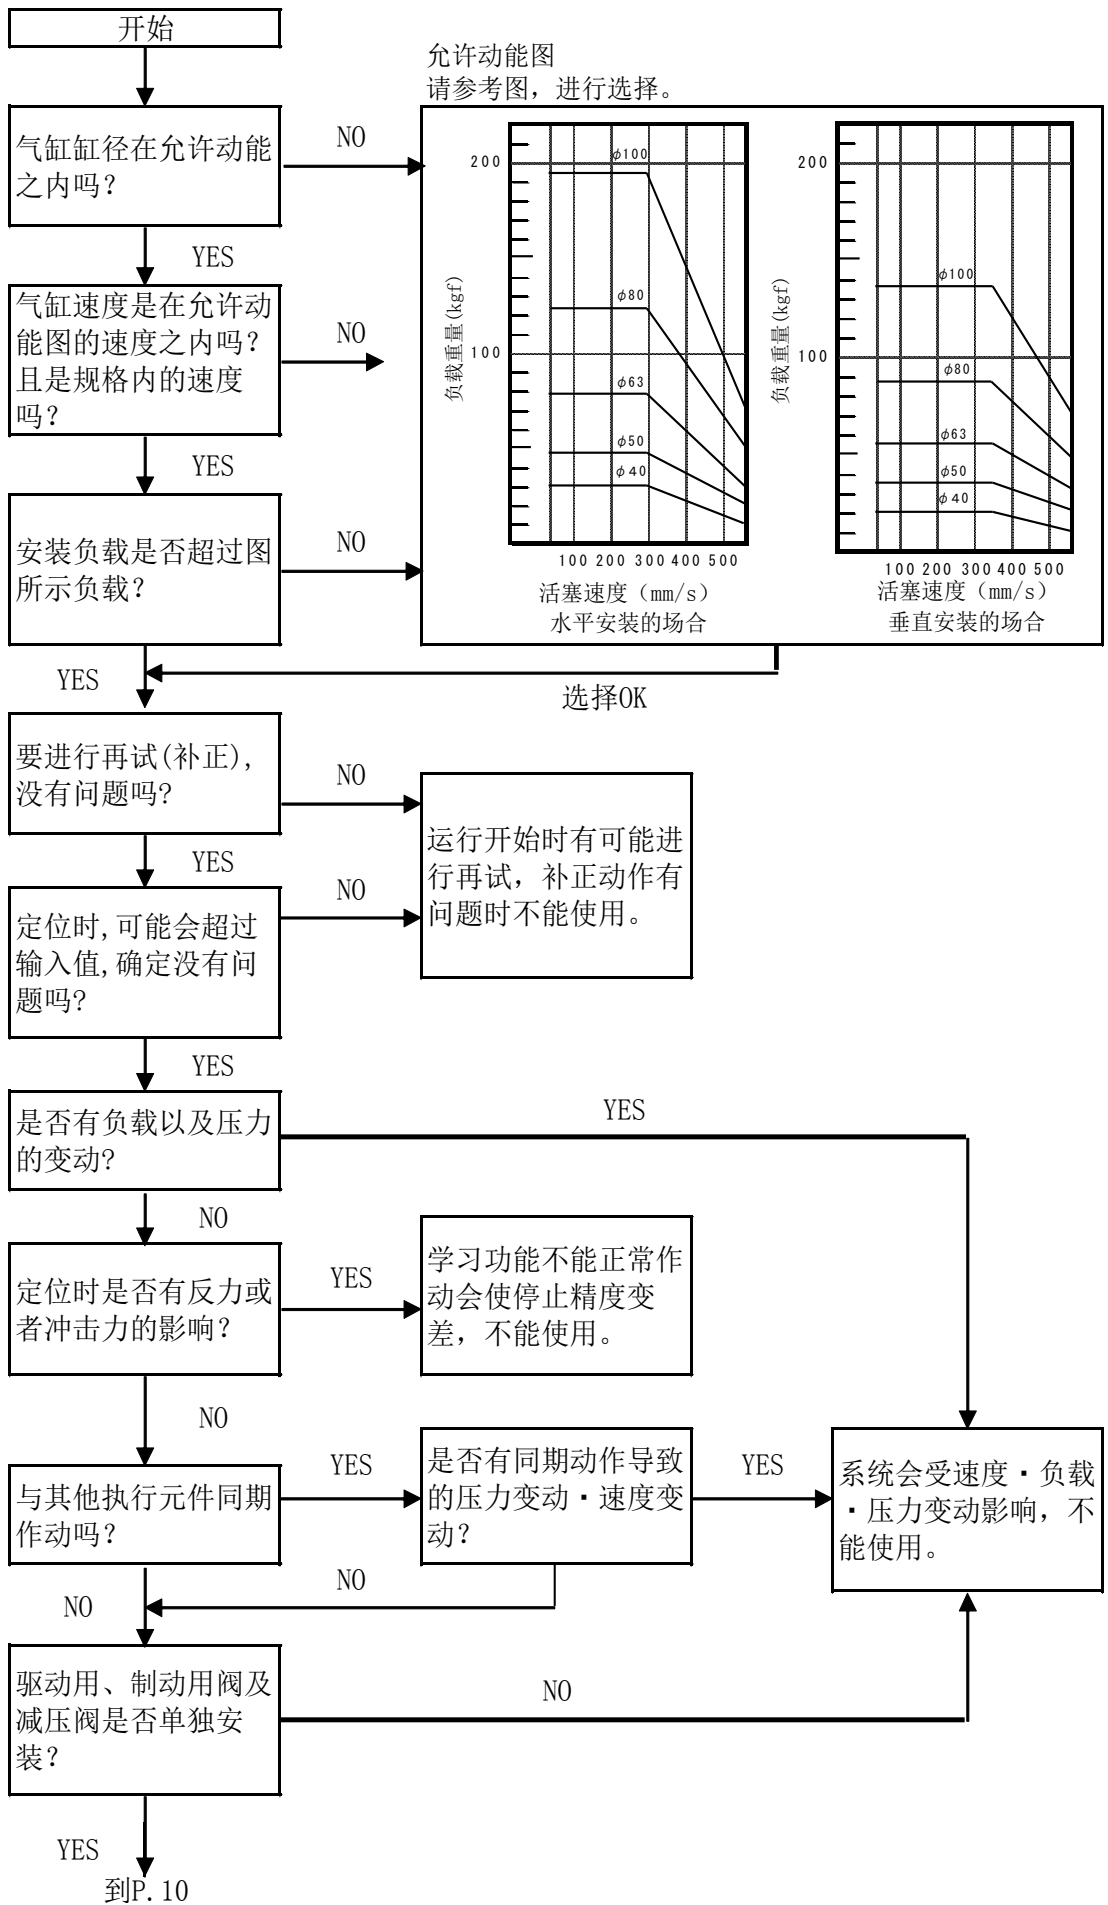 开始
允许动能图
请参考图，进行选择。
气缸缸径在允许动能
之内吗？
NO
YES
气缸速度是在允许动
能图的速度之内吗？
且是规格内的速度
吗？
NO
YES
安装负载是否超过图
所示负载？
NO
YES
负载重量(kgf)
200
100
φ100
φ80
φ63
φ50
φ40
100 200 300 400 500
活塞速度（mm/s）
水平安装的场合
负载重量(kgf)
200
100
φ100
φ80
φ63
φ50
φ40
100 200 300 400 500
活塞速度（mm/s）
垂直安装的场合
选择OK
要进行再试(补正),
没有问题吗?
NO
YES
定位时,可能会超过
输入值,确定没有问
题吗?
NO
运行开始时有可能进
行再试，补正动作有
问题时不能使用。
YES
是否有负载以及压力
的变动?
YES
NO
定位时是否有反力或
者冲击力的影响？
YES
学习功能不能正常作
动会使停止精度变
差，不能使用。
NO
与其他执行元件同期
作动吗？
YES
是否有同期动作导致
的压力变动·速度变
动？
YES
系统会受速度·负载
·压力变动影响，不
能使用。
NO
NO
驱动用、制动用阀及
减压阀是否单独安
装？
NO
YES
到P.10